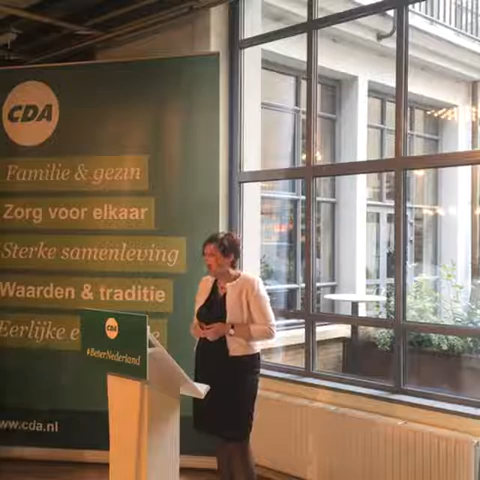 CDA
Familie & gezin
Zorg voor elkaar
Sterke samenleving
Waarden & traditie
Eerlijke e
CDA
#BeterNederland
www.cda.nl